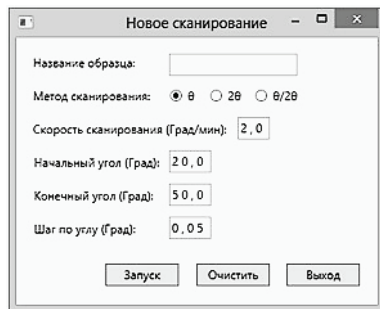 Новое сканирование
Название образца:
Метод сканирования: θ 2θ θ/2θ
Скорость сканирования (Град/мин): 2,0
Начальный угол (Град): 20,0
Конечный угол (Град): 50,0
Шаг по углу (Град): 0,05
Запуск Очистить Выход